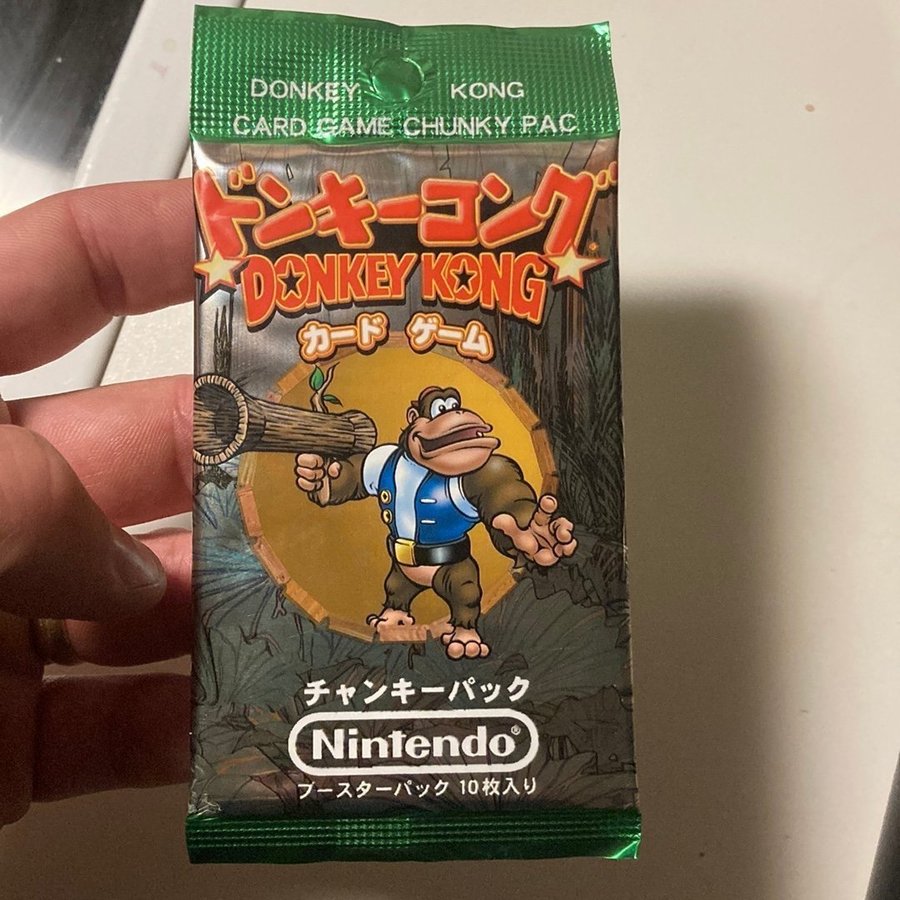 DONKEY KONG
CARD GAME CHUNKY PAC
ドンキーコング
DONKEY KONG
カード ゲーム
チャンキーパック
Nintendo®
ブースターパック 10枚入り